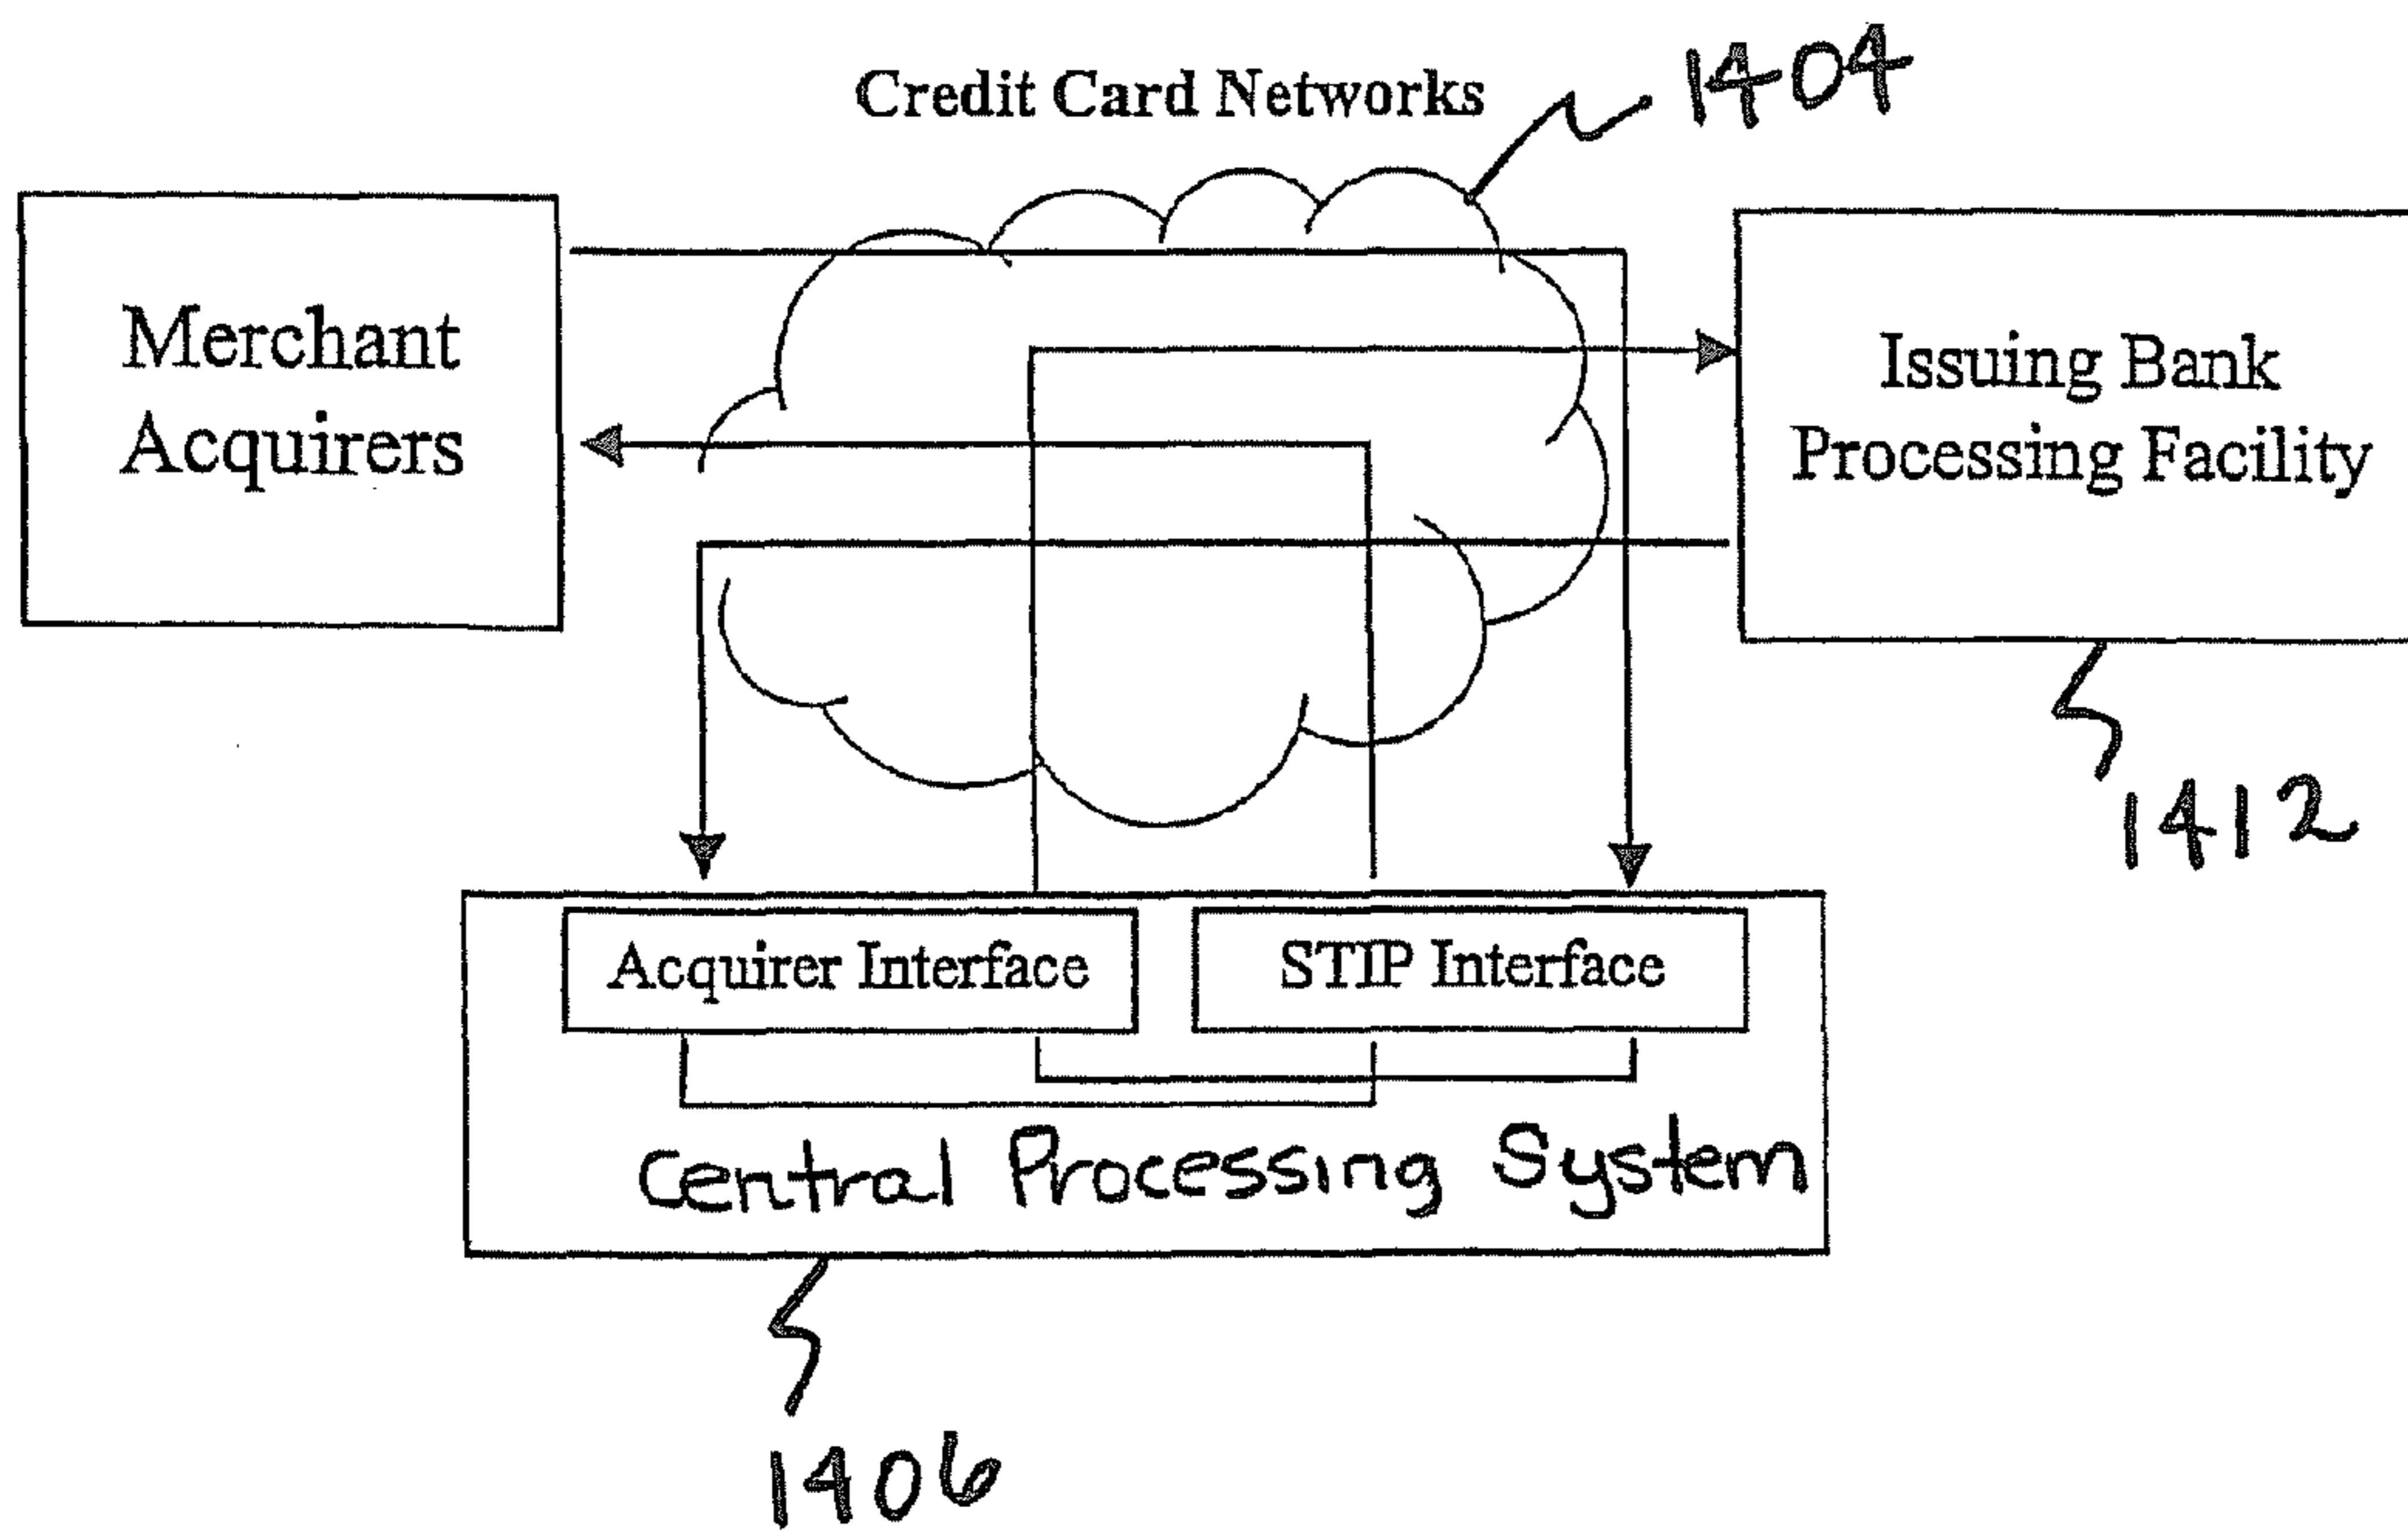 Credit Card Networks
1404
Merchant
Acquirers
Issuing Bank
Processing Facility
1412
Acquirer Interface
STIP Interface
Central Processing System
1406